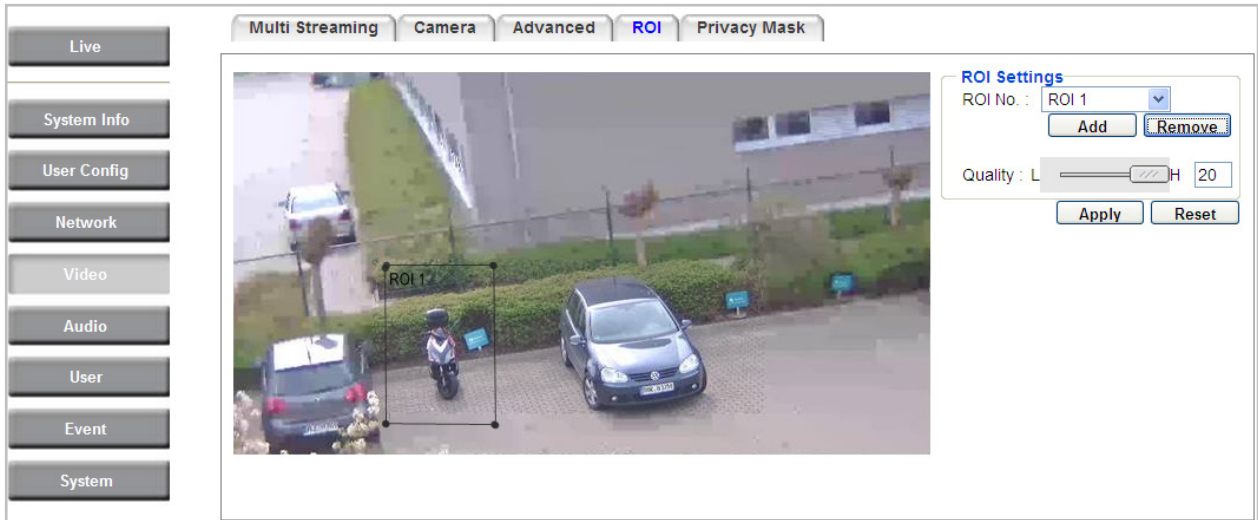 Multi Streaming Camera Advanced ROI Privacy Mask
Live
System Info
User Config
Network
Video
Audio
User
Event
System
ROI 1
ROI Settings
ROI No. : ROI 1
Add Remove
Quality : L H 20
Apply Reset